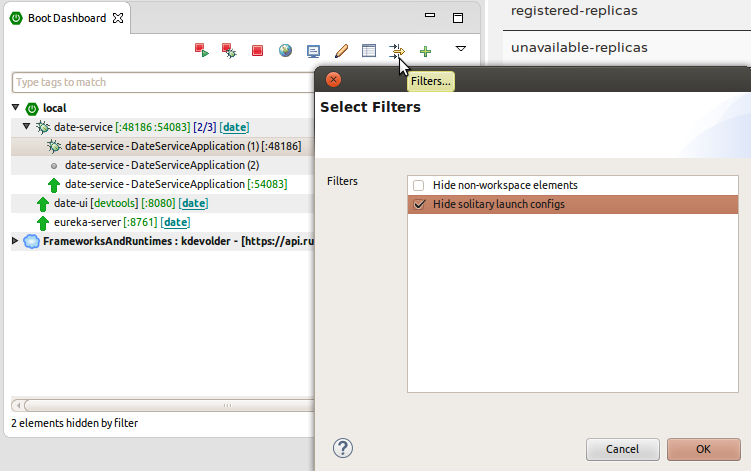 Boot Dashboard
registered-replicas
unavailable-replicas
Type tags to match
Filters...
Select Filters
local
date-service [:48186 :54083] [2/3] [date]
date-service - DateServiceApplication (1) [:48186]
date-service - DateServiceApplication (2)
date-service - DateServiceApplication [:54083]
date-ui [devtools] [:8080] [date]
eureka-server [:8761] [date]
FrameworksAndRuntimes : kdevolder - [https://api.ru
Filters
Hide non-workspace elements
Hide solitary launch configs
2 elements hidden by filter
?
Cancel
OK